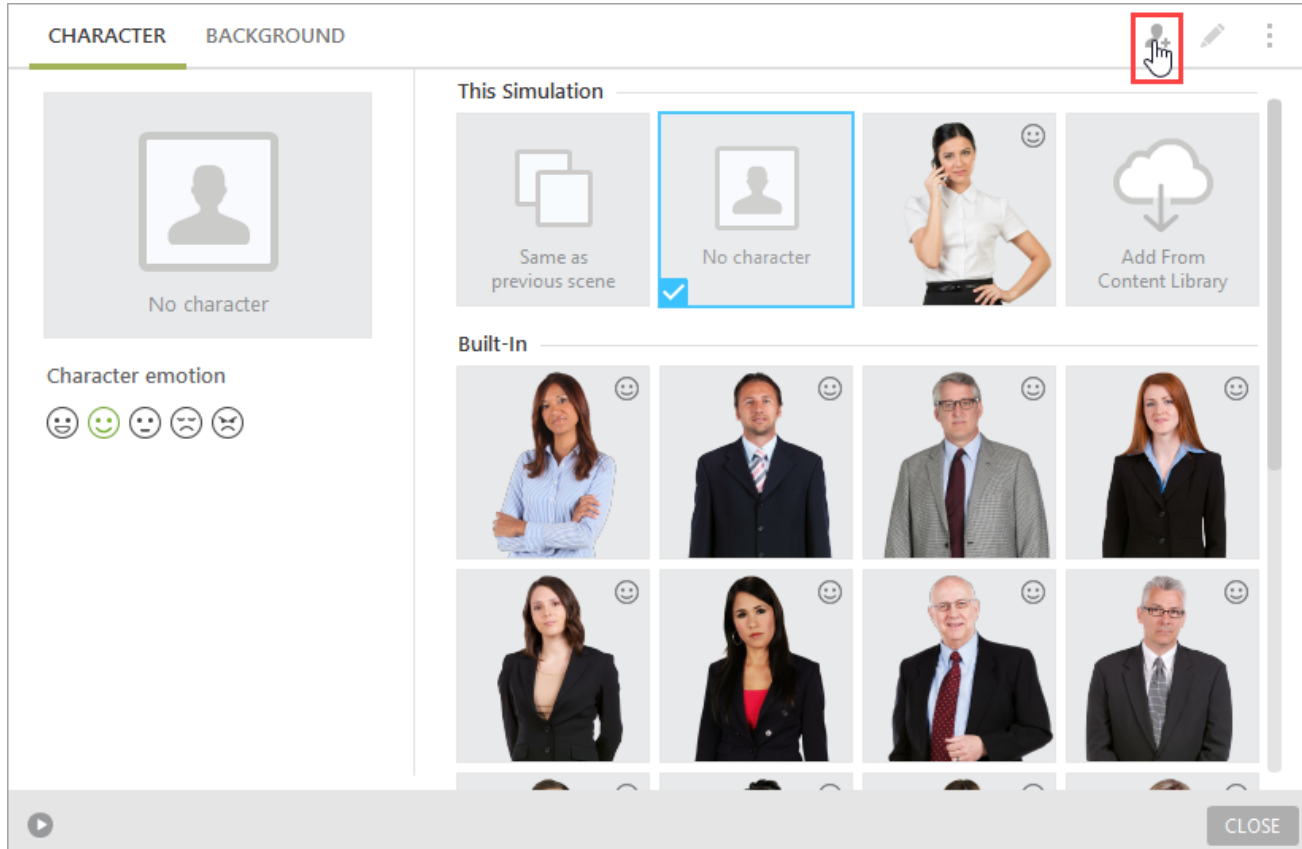 CHARACTER BACKGROUND
No character
Character emotion
This Simulation
Same as
previous scene
No character
Add From
Content Library
Built-In
CLOSE